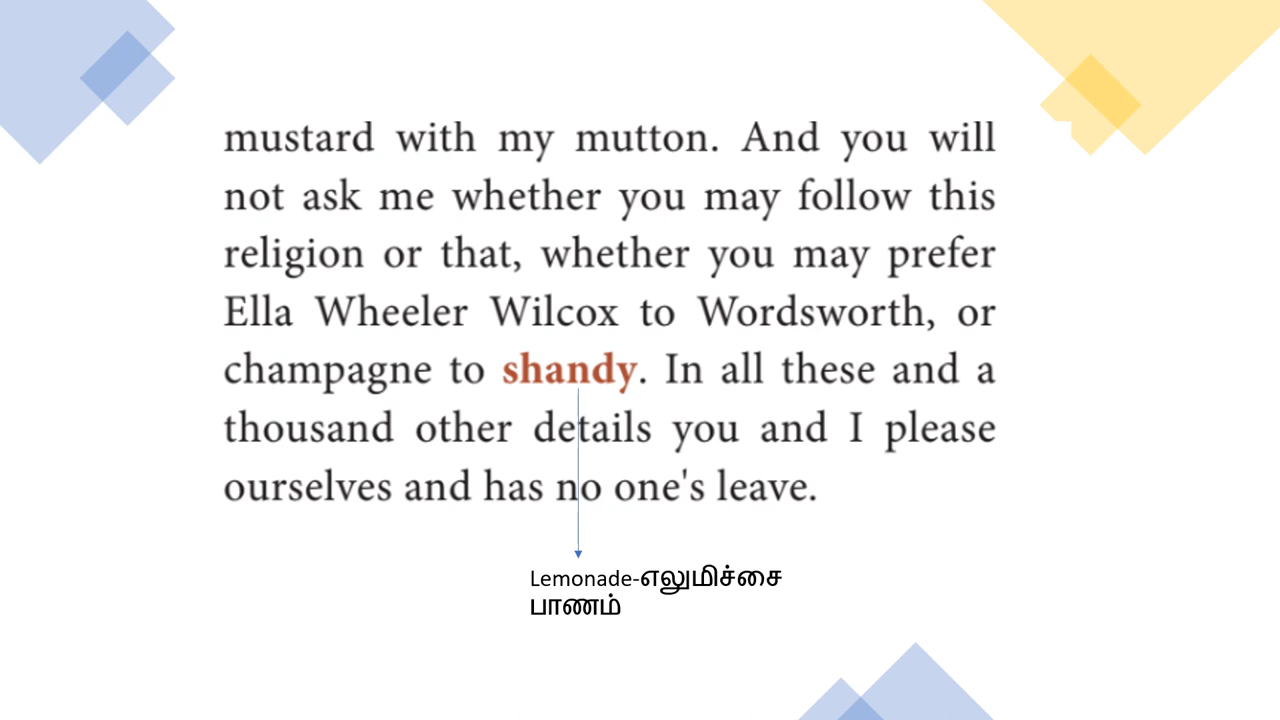 mustard with my mutton. And you will
not ask me whether you may follow this
religion or that, whether you may prefer
Ella Wheeler Wilcox to Wordsworth, or
champagne to shandy. In all these and a
thousand other details you and I please
ourselves and has no one's leave.
Lemonade-எலுமிச்சை
பாணம்